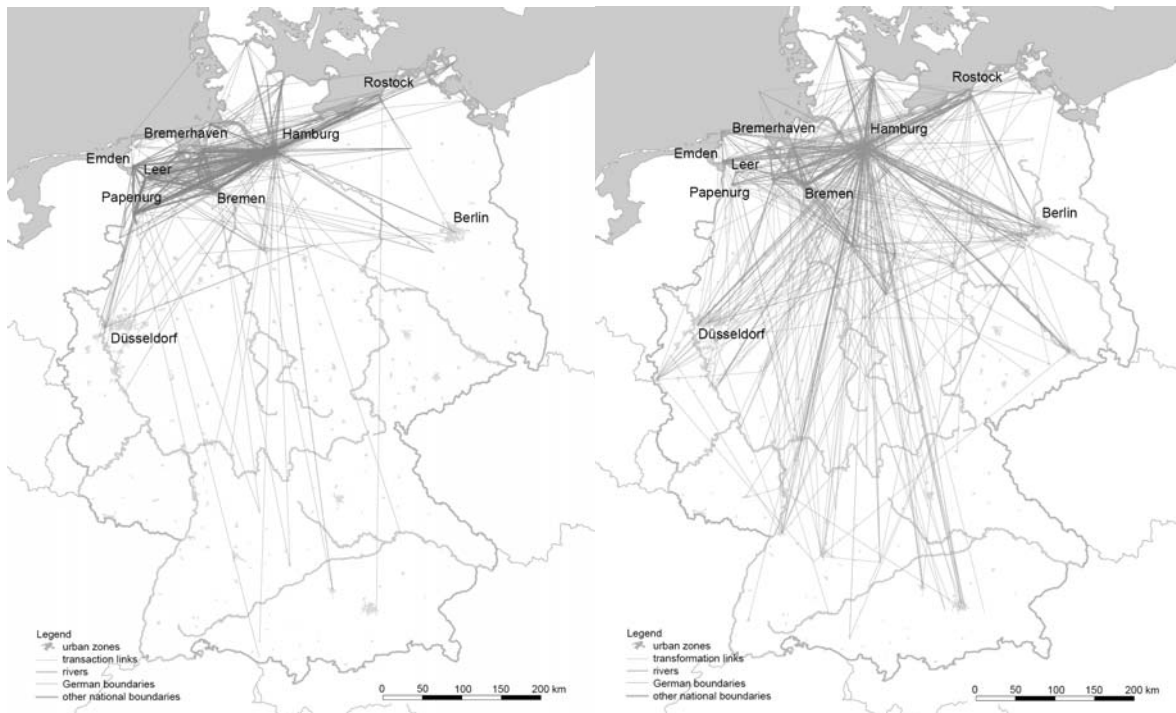 Rostock
Bremerhaven
Hamburg
Emden
Leer
Papenurg
Bremen
Berlin
Düsseldorf
Legend
urban zones
transaction links
rivers
German boundaries
other national boundaries
0 50 100 150 200 km
Rostock
Bremerhaven
Hamburg
Emden
Leer
Papenurg
Bremen
Berlin
Düsseldorf
Legend
urban zones
transformation links
rivers
German boundaries
other national boundaries
0 50 100 150 200 km